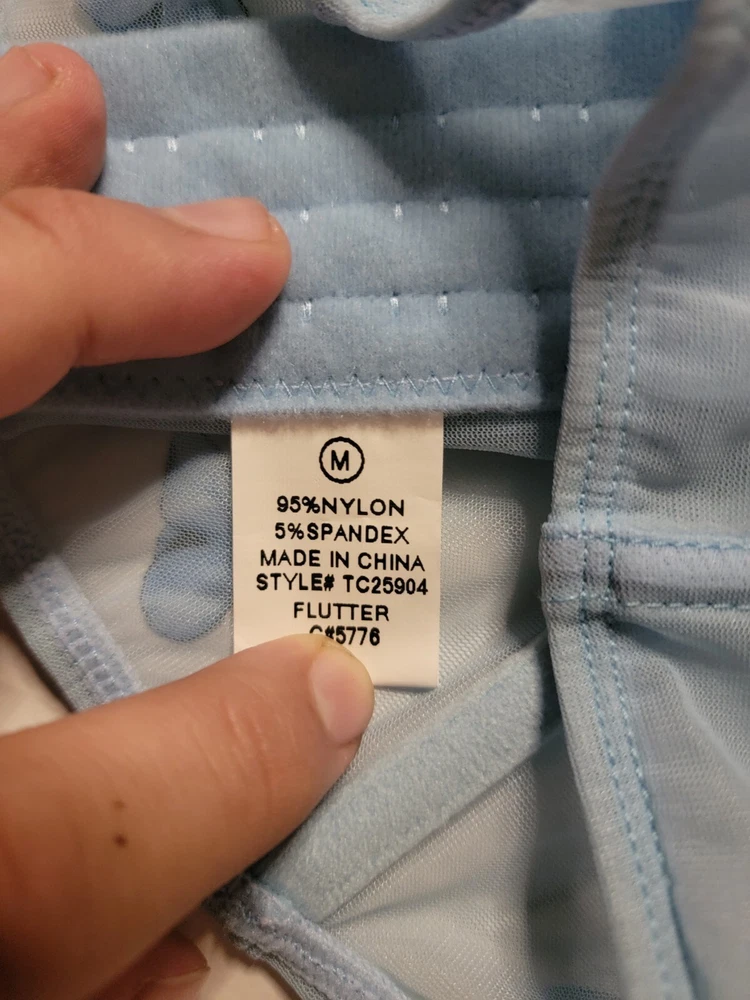 M
95%NYLON
5%SPANDEX
MADE IN CHINA
STYLE# TC25904
FLUTTER
C#5776